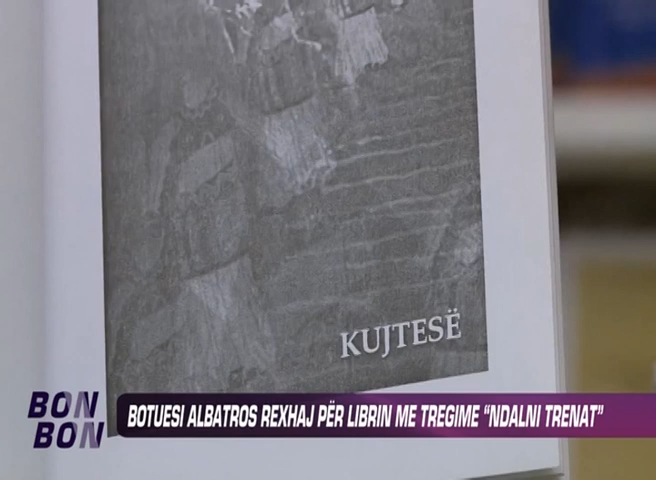 KUJTESË
BON
BON
BOTUESI ALBATROS REXHAJ PËR LIBRIN ME TREGIME “NDALNI TRENAT”